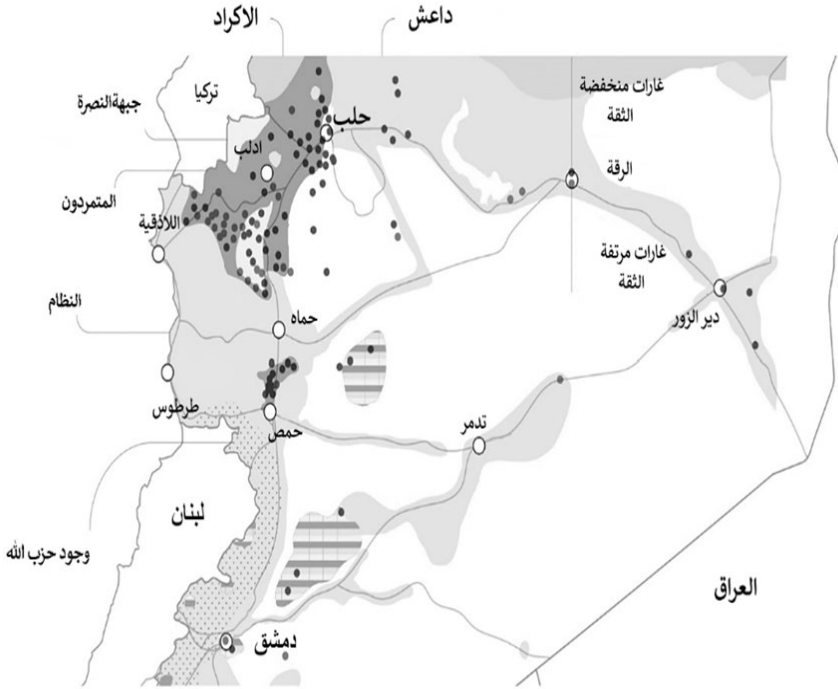 داعش
الاكراد
غارات منخفضة
الثقة
تركيا
جبهةالنصرة
حلب
ادلب
الرقة
المتمردون
اللاذقية
غارات مرتفة
الثقة
النظام
دير الزور
حماه
طرطوس
تدمر
حمص
لبنان
وجود حزب الله
العراق
دمشق